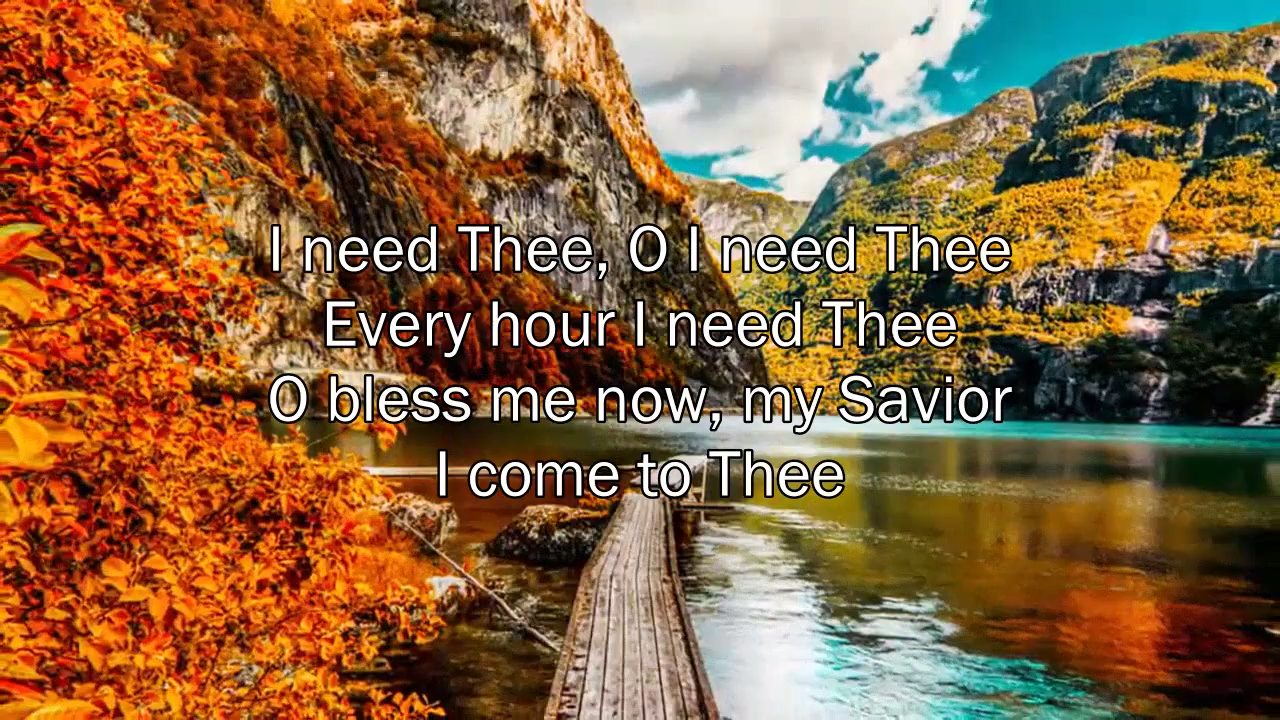 I need Thee, O I need Thee
Every hour I need Thee
O bless me now, my Savior
I come to Thee